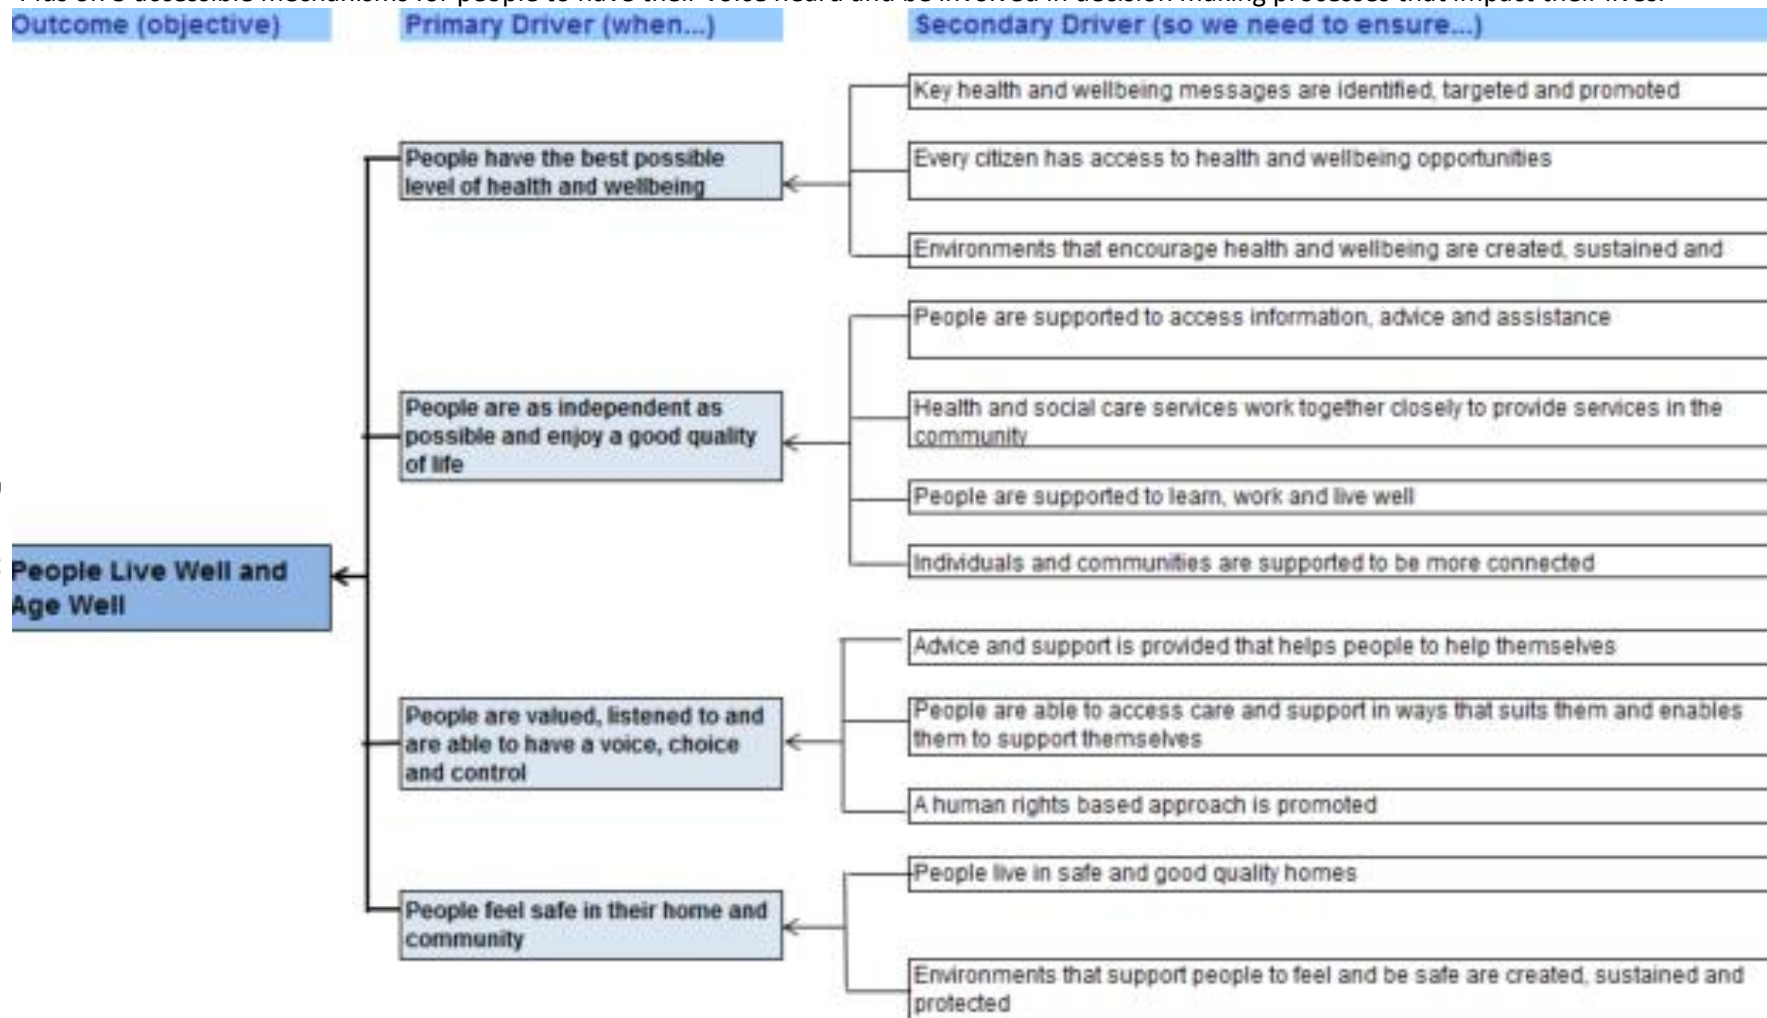 Outcome (objective)
Primary Driver (when...)
Secondary Driver (so we need to ensure...)
People Live Well and
Age Well
People have the best possible
level of health and wellbeing
Key health and wellbeing messages are identified, targeted and promoted
Every citizen has access to health and wellbeing opportunities
Environments that encourage health and wellbeing are created, sustained and
People are as independent as
possible and enjoy a good quality
of life
People are supported to access information, advice and assistance
Health and social care services work together closely to provide services in the
community
People are supported to learn, work and live well
Individuals and communities are supported to be more connected
People are valued, listened to and
are able to have a voice, choice
and control
Advice and support is provided that helps people to help themselves
People are able to access care and support in ways that suits them and enables
them to support themselves
A human rights based approach is promoted
People feel safe in their home and
community
People live in safe and good quality homes
Environments that support people to feel and be safe are created, sustained and
protected